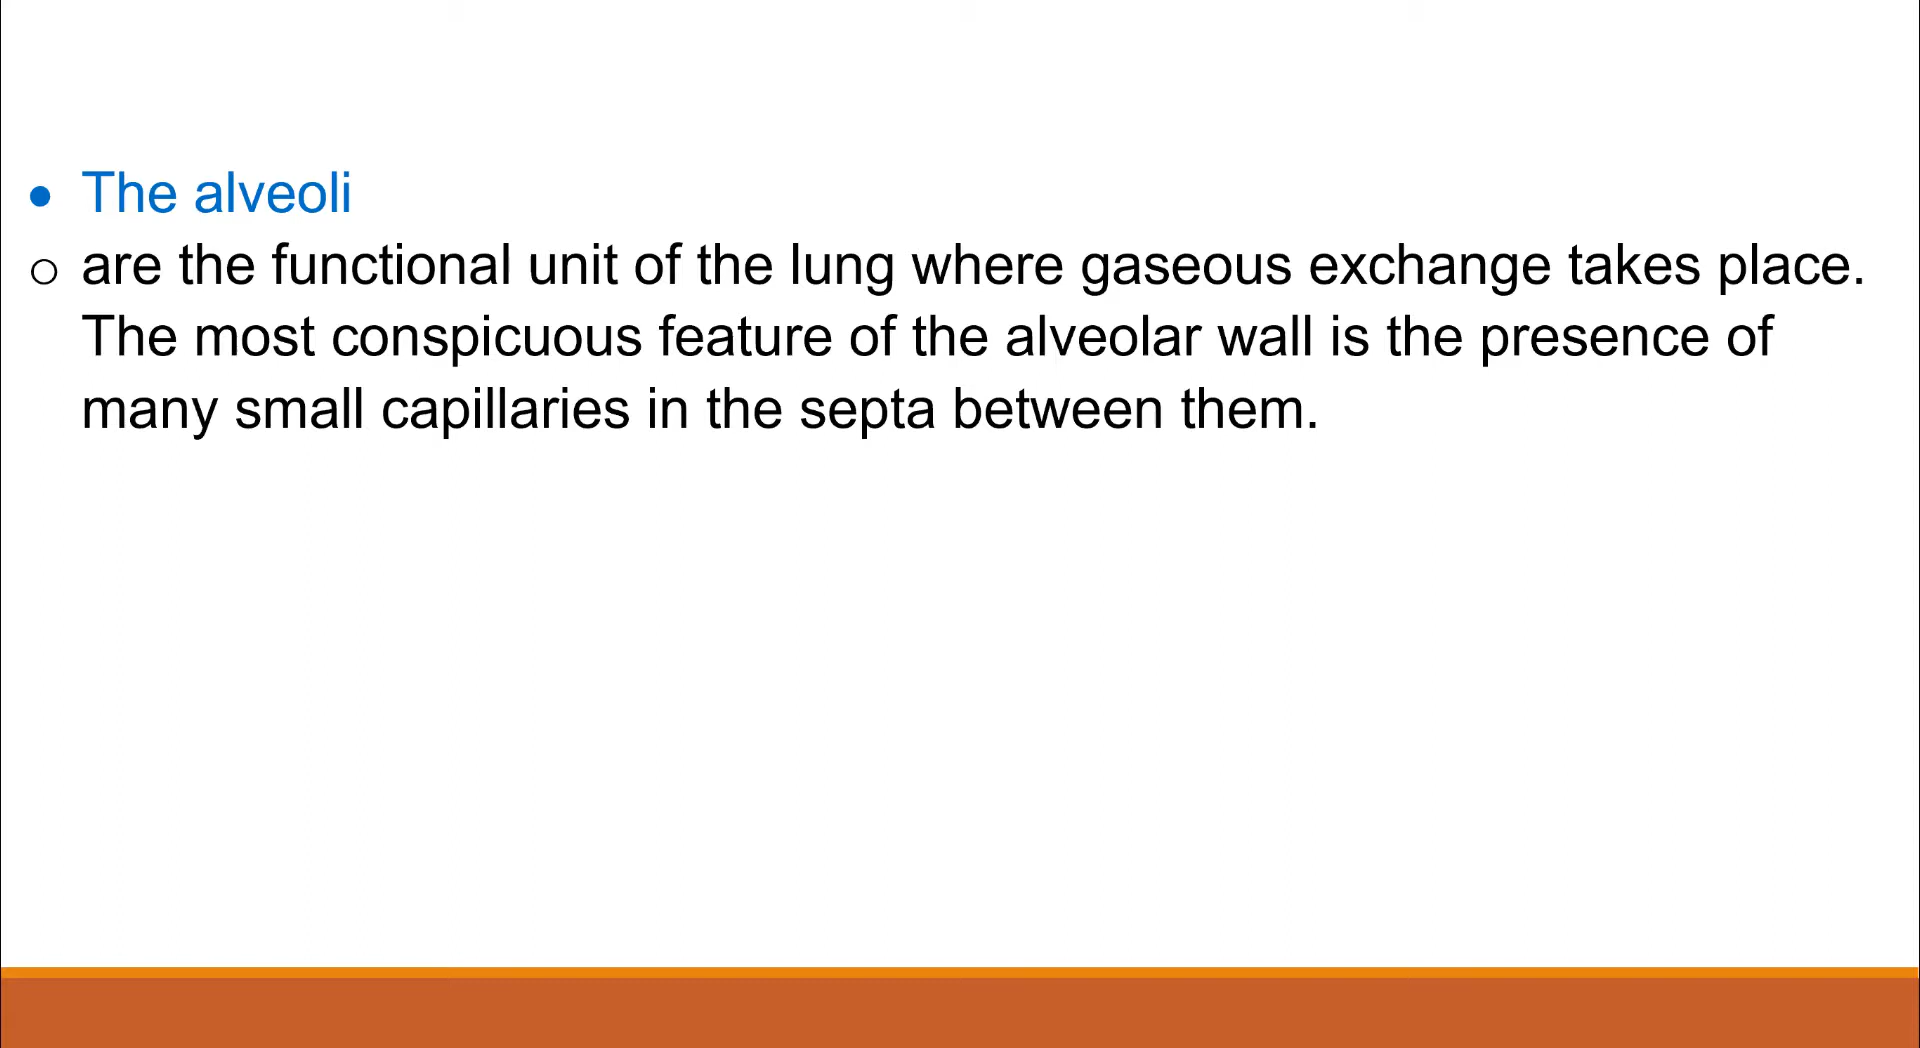 • The alveoli
o are the functional unit of the lung where gaseous exchange takes place.
The most conspicuous feature of the alveolar wall is the presence of
many small capillaries in the septa between them.